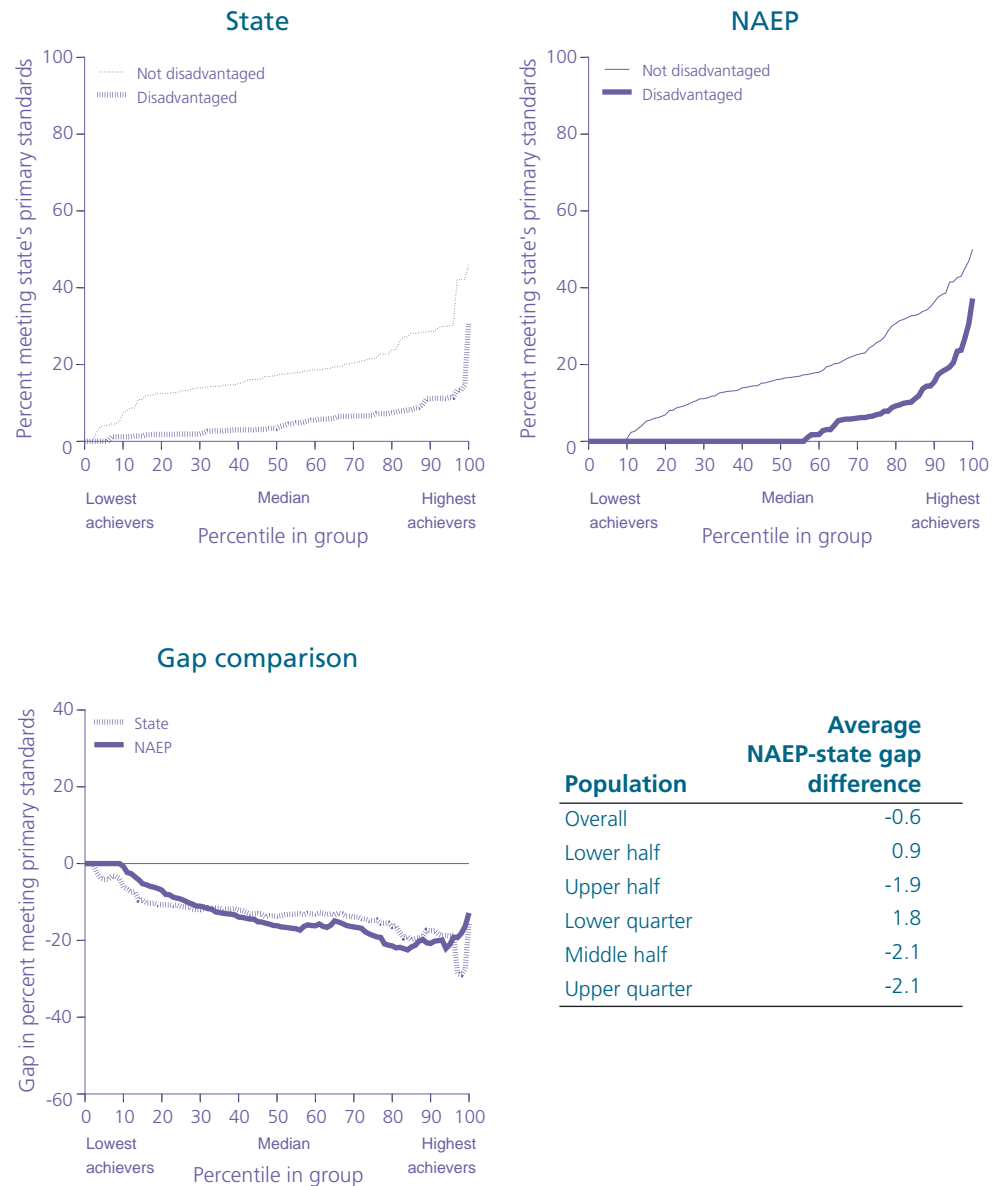 State
Percent meeting state's primary standards
100
80
60
40
20
0
Not disadvantaged
Disadvantaged
0 10 20 30 40 50 60 70 80 90 100
Lowest achievers
Median
Highest achievers
Percentile in group
NAEP
Percent meeting state's primary standards
100
80
60
40
20
0
Not disadvantaged
Disadvantaged
0 10 20 30 40 50 60 70 80 90 100
Lowest achievers
Median
Highest achievers
Percentile in group
Gap comparison
Gap in percent meeting primary standards
40
20
0
-20
-40
-60
State
NAEP
0 10 20 30 40 50 60 70 80 90 100
Lowest achievers
Median
Highest achievers
Percentile in group
Average
NAEP-state gap
Population difference
Overall -0.6
Lower half 0.9
Upper half -1.9
Lower quarter 1.8
Middle half -2.1
Upper quarter -2.1